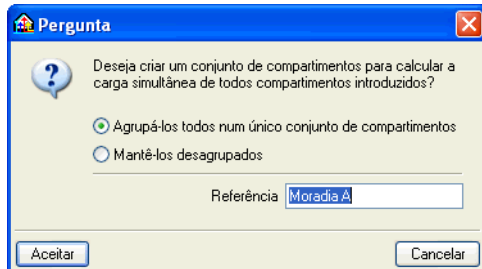 Pergunta
Deseja criar um conjunto de compartimentos para calcular a
carga simultânea de todos compartimentos introduzidos?
Agrupá-los todos num único conjunto de compartimentos
Mantê-los desagrupados
Referência Moradia A
Aceitar Cancelar